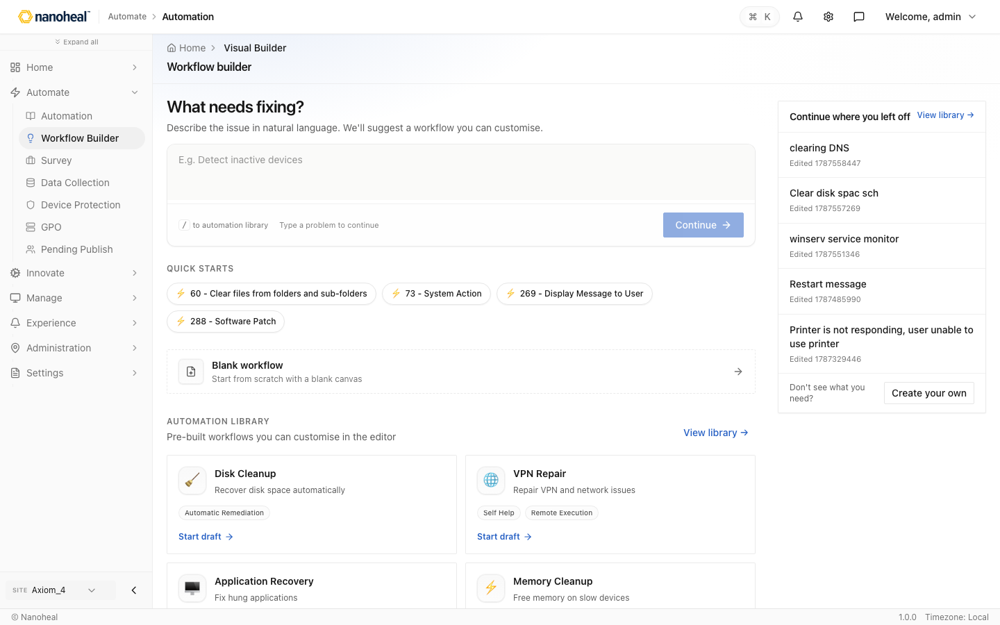 nanoheal™
Automate
Automation
⌘ K
Welcome, admin
Expand all
Home
Automate
Automation
Workflow Builder
Survey
Data Collection
Device Protection
GPO
Pending Publish
Innovate
Manage
Experience
Administration
Settings
SITE Axiom_4
Home
Visual Builder
Workflow builder
What needs fixing?
Describe the issue in natural language. We'll suggest a workflow you can customise.
E.g. Detect inactive devices
/ to automation library
Type a problem to continue
Continue →
QUICK STARTS
60 - Clear files from folders and sub-folders
73 - System Action
269 - Display Message to User
288 - Software Patch
Blank workflow
Start from scratch with a blank canvas
AUTOMATION LIBRARY
Pre-built workflows you can customise in the editor
View library →
Disk Cleanup
Recover disk space automatically
Automatic Remediation
Start draft →
VPN Repair
Repair VPN and network issues
Self Help
Remote Execution
Start draft →
Application Recovery
Fix hung applications
Memory Cleanup
Free memory on slow devices
Continue where you left off
View library →
clearing DNS
Edited 1787558447
Clear disk spac sch
Edited 1787557269
winserv service monitor
Edited 1787551346
Restart message
Edited 1787485990
Printer is not responding, user unable to
use printer
Edited 1787329446
Don't see what you
need?
Create your own
© Nanoheal
1.0.0
Timezone: Local